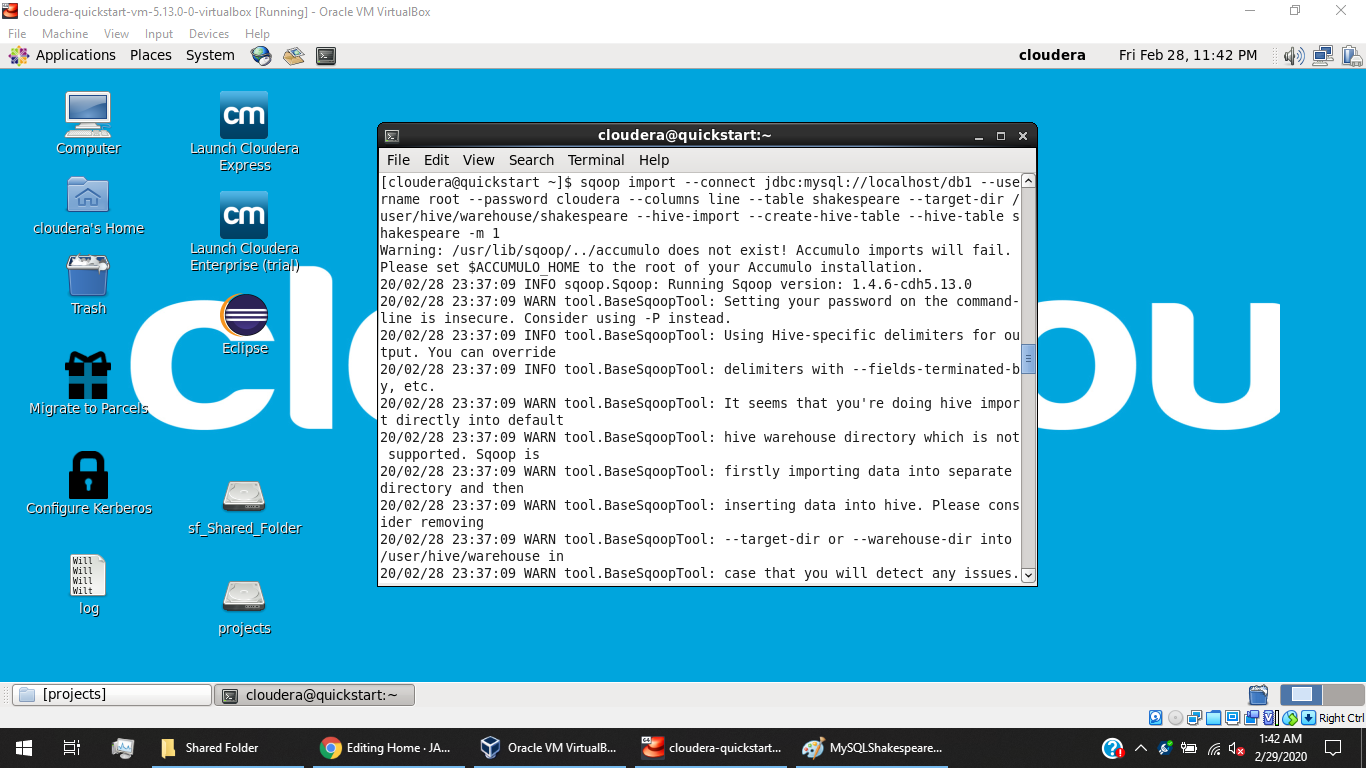 cloudera-quickstart-vm-5.13.0-0-virtualbox [Running] - Oracle VM VirtualBox
File Machine View Input Devices Help
Applications Places System
cloudera Fri Feb 28, 11:42 PM
Computer
cloudera's Home
Trash
Migrate to Parcels
Configure Kerberos
Will
Will
Will
Wilt
log
cm
Launch Cloudera
Express
cm
Launch Cloudera
Enterprise (trial)
Eclipse
sf_Shared_Folder
projects
cloudera@quickstart:~
File Edit View Search Terminal Help
[cloudera@quickstart ~]$ sqoop import --connect jdbc:mysql://localhost/db1 --use
rname root --password cloudera --columns line --table shakespeare --target-dir /
user/hive/warehouse/shakespeare --hive-import --create-hive-table --hive-table s
hakespeare -m 1
Warning: /usr/lib/sqoop/../accumulo does not exist! Accumulo imports will fail.
Please set $ACCUMULO_HOME to the root of your Accumulo installation.
20/02/28 23:37:09 INFO sqoop.Sqoop: Running Sqoop version: 1.4.6-cdh5.13.0
20/02/28 23:37:09 WARN tool.BaseSqoopTool: Setting your password on the command-
line is insecure. Consider using -P instead.
20/02/28 23:37:09 INFO tool.BaseSqoopTool: Using Hive-specific delimiters for ou
tput. You can override
20/02/28 23:37:09 INFO tool.BaseSqoopTool: delimiters with --fields-terminated-b
y, etc.
20/02/28 23:37:09 WARN tool.BaseSqoopTool: It seems that you're doing hive impor
t directly into default
20/02/28 23:37:09 WARN tool.BaseSqoopTool: hive warehouse directory which is not
 supported. Sqoop is
20/02/28 23:37:09 WARN tool.BaseSqoopTool: firstly importing data into separate
directory and then
20/02/28 23:37:09 WARN tool.BaseSqoopTool: inserting data into hive. Please cons
ider removing
20/02/28 23:37:09 WARN tool.BaseSqoopTool: --target-dir or --warehouse-dir into
/user/hive/warehouse in
20/02/28 23:37:09 WARN tool.BaseSqoopTool: case that you will detect any issues.
clo ou
[projects] cloudera@quickstart:~
Right Ctrl
Shared Folder Editing Home · JA... Oracle VM VirtualB... cloudera-quickstart... MySQLShakespeare...
1:42 AM
2/29/2020